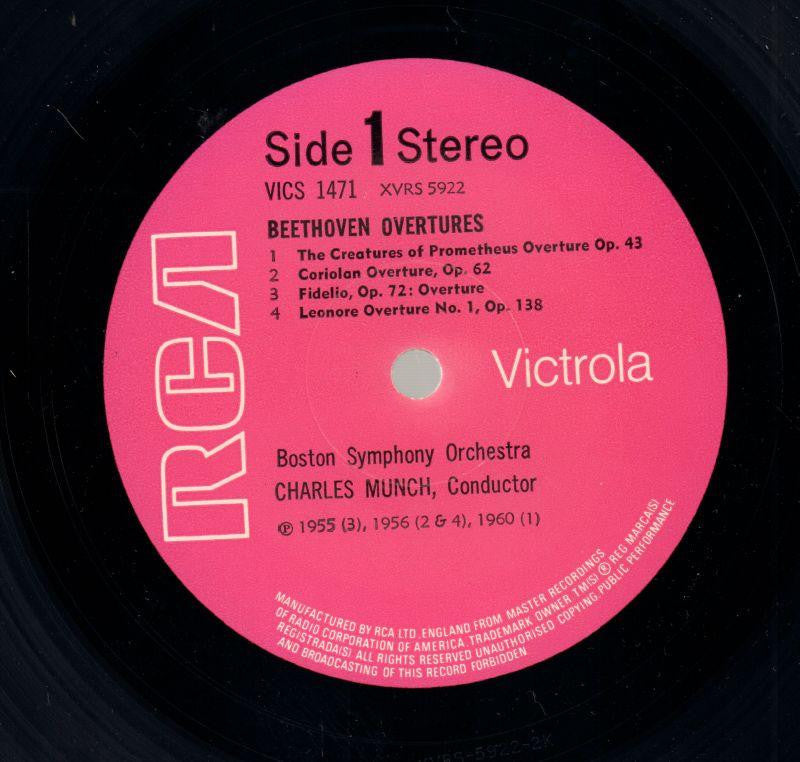 Side 1 Stereo
VICS 1471 XVRS 5922
BEETHOVEN OVERTURES
1 The Creatures of Prometheus Overture Op. 43
2 Coriolan Overture, Op. 62
3 Fidelio, Op. 72: Overture
4 Leonore Overture No. 1, Op. 138
RCA
Victrola
Boston Symphony Orchestra
CHARLES MUNCH, Conductor
℗ 1955 (3), 1956 (2 & 4), 1960 (1)
MANUFACTURED BY RCA LTD. ENGLAND FROM MASTER RECORDINGS
OF RADIO CORPORATION OF AMERICA, TRADEMARK OWNER. TM(S) ® REG MARCA(S)
REGISTRADA(S) ALL RIGHTS RESERVED UNAUTHORISED COPYING, PUBLIC PERFORMANCE
AND BROADCASTING OF THIS RECORD FORBIDDEN
XVRS-5922-2K